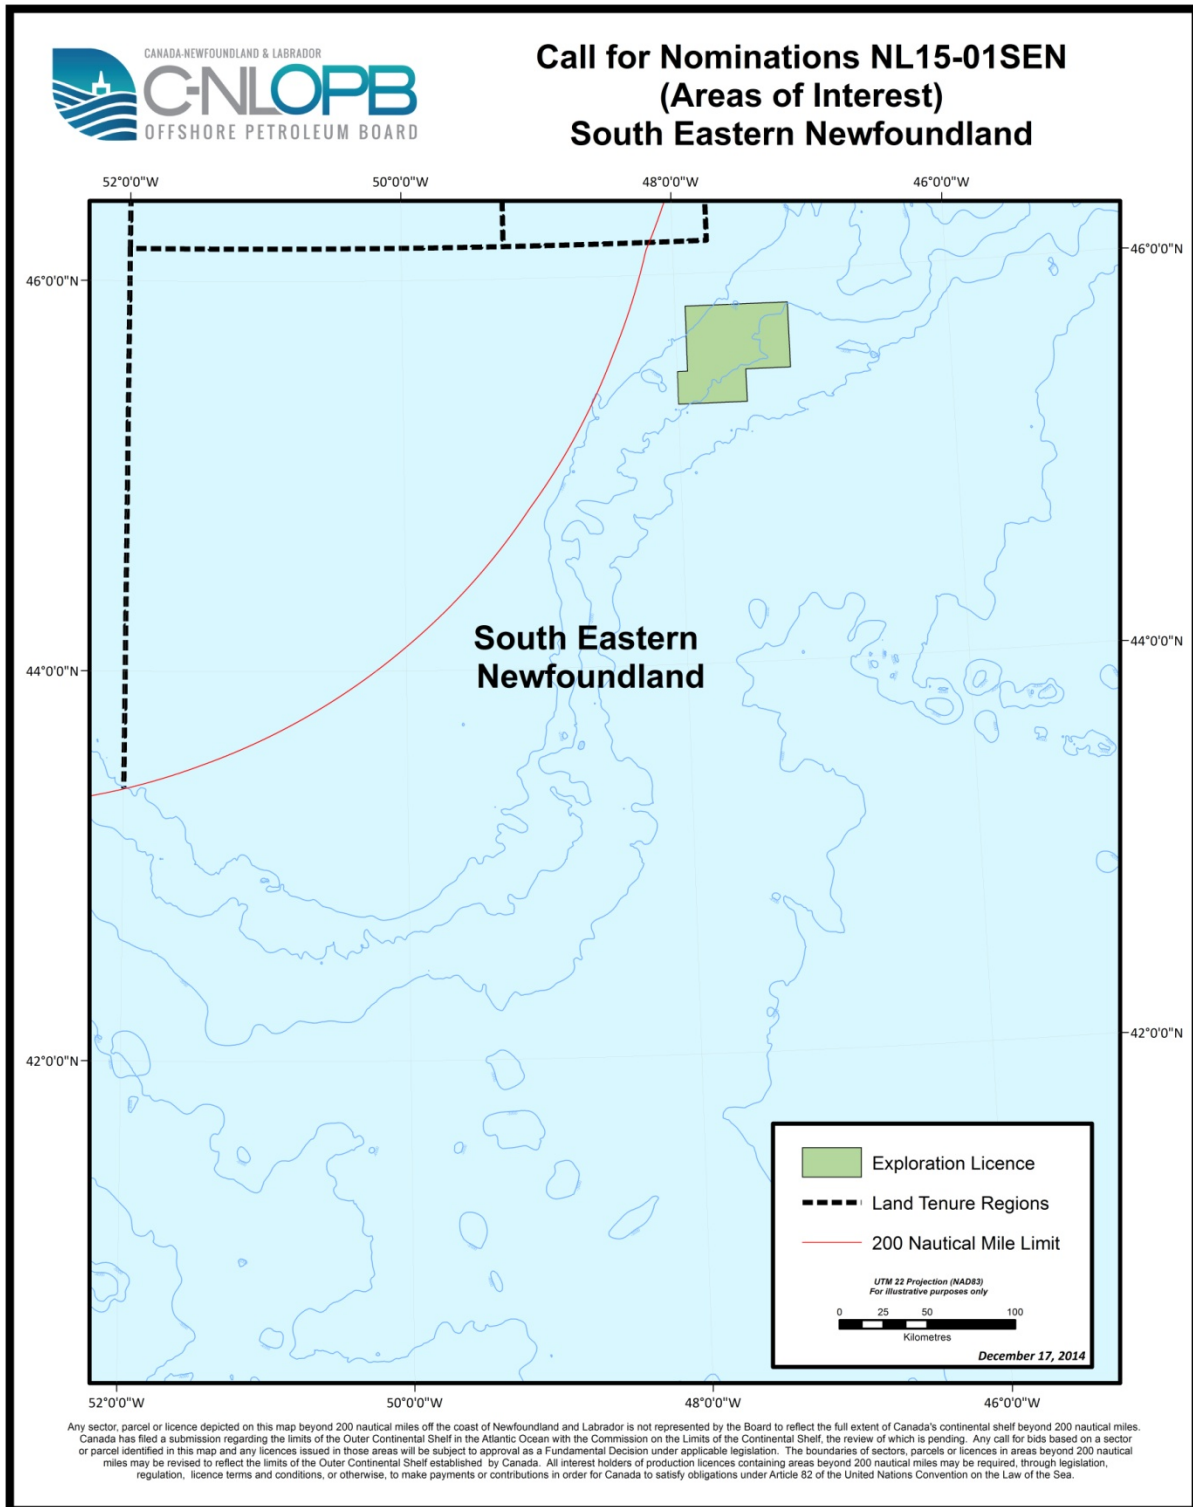 CANADA-NEWFOUNDLAND & LABRADOR
C-NLOPB
OFFSHORE PETROLEUM BOARD
Call for Nominations NL15-01SEN
(Areas of Interest)
South Eastern Newfoundland
52°0'0"W 50°0'0"W 48°0'0"W 46°0'0"W
46°0'0"N 46°0'0"N
South Eastern
Newfoundland
44°0'0"N 44°0'0"N
42°0'0"N 42°0'0"N
Exploration Licence
Land Tenure Regions
200 Nautical Mile Limit
UTM 22 Projection (NAD83)
For illustrative purposes only
0 25 50 100
Kilometres
December 17, 2014
52°0'0"W 50°0'0"W 48°0'0"W 46°0'0"W
Any sector, parcel or licence depicted on this map beyond 200 nautical miles off the coast of Newfoundland and Labrador is not represented by the Board to reflect the full extent of Canada's continental shelf beyond 200 nautical miles.
Canada has filed a submission regarding the limits of the Outer Continental Shelf in the Atlantic Ocean with the Commission on the Limits of the Continental Shelf, the review of which is pending. Any call for bids based on a sector
or parcel identified in this map and any licences issued in those areas will be subject to approval as a Fundamental Decision under applicable legislation. The boundaries of sectors, parcels or licences in areas beyond 200 nautical
miles may be revised to reflect the limits of the Outer Continental Shelf established by Canada. All interest holders of production licences containing areas beyond 200 nautical miles may be required, through legislation,
regulation, licence terms and conditions, or otherwise, to make payments or contributions in order for Canada to satisfy obligations under Article 82 of the United Nations Convention on the Law of the Sea.